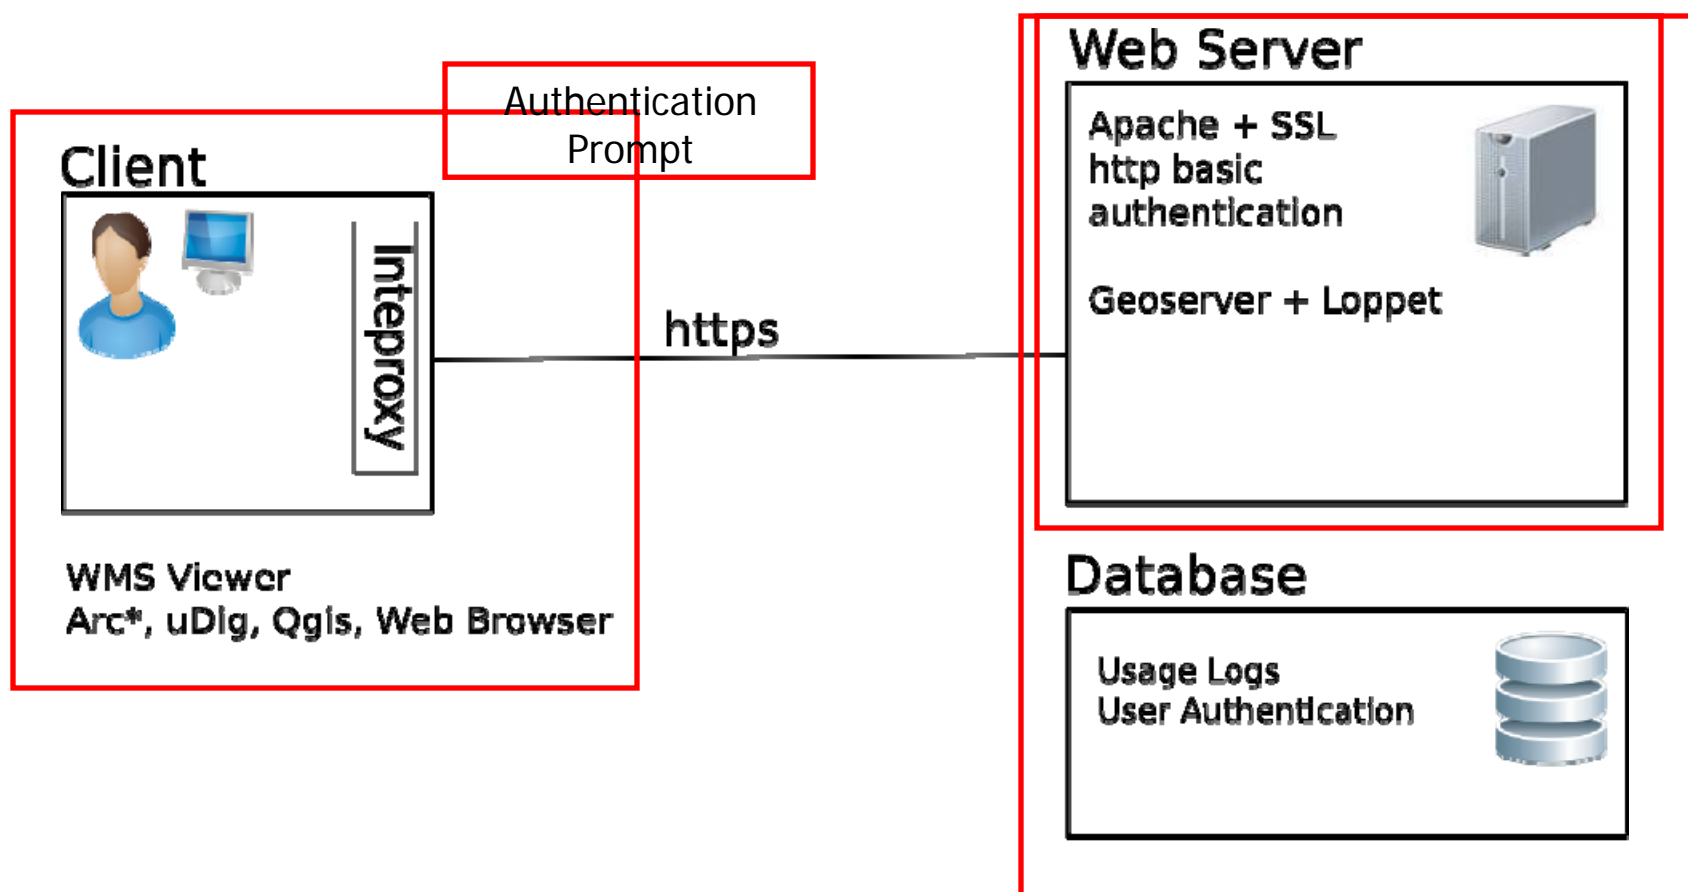 Authentication
Prompt
Client
Inteproxy
WMS Viewer
Arc*, uDig, Qgis, Web Browser
https
Web Server
Apache + SSL
http basic
authentication
Geoserver + Loppet
Database
Usage Logs
User Authentication